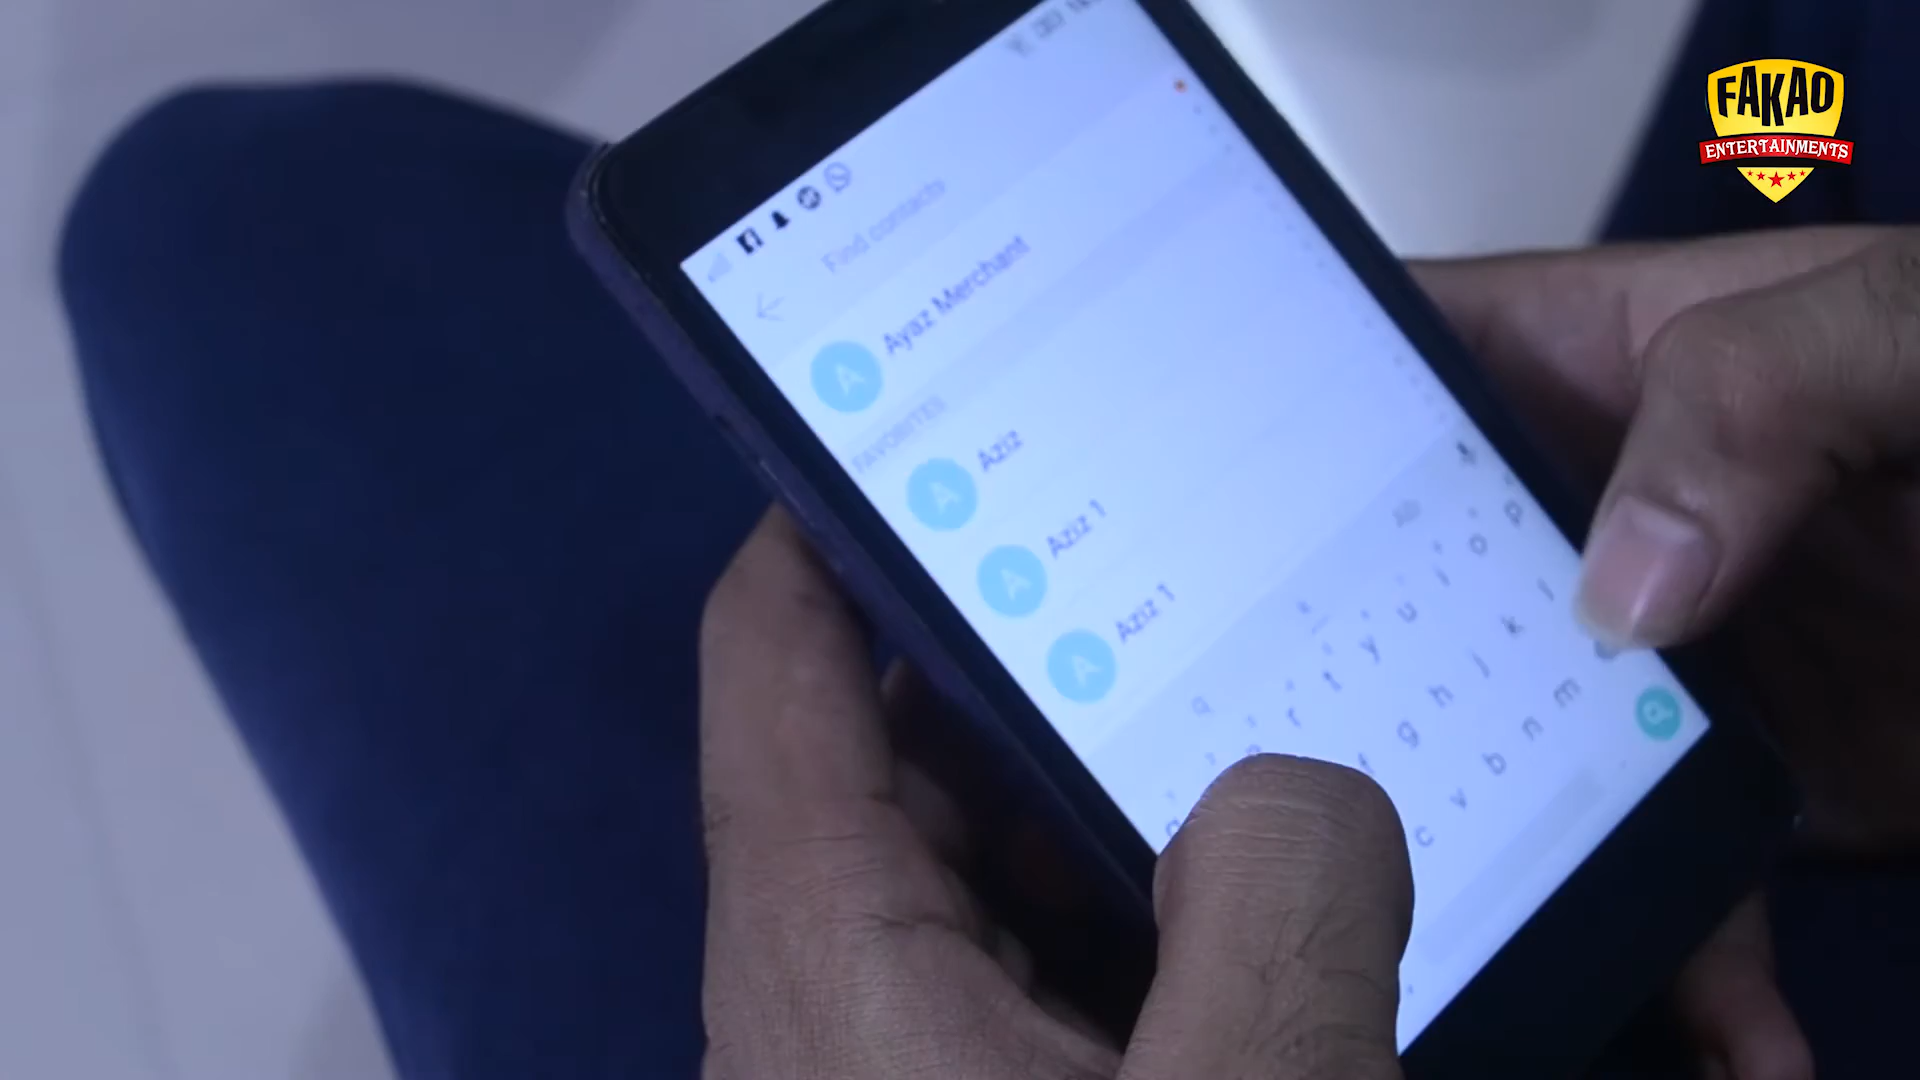 FAKAO
ENTERTAINMENTS
Find contacts
Ayaz Merchant
FAVORITES
A
A
Aziz
A
Aziz 1
A
Aziz 1
p
o
i
u
y
t
r
l
k
j
h
g
f
m
n
b
v
c